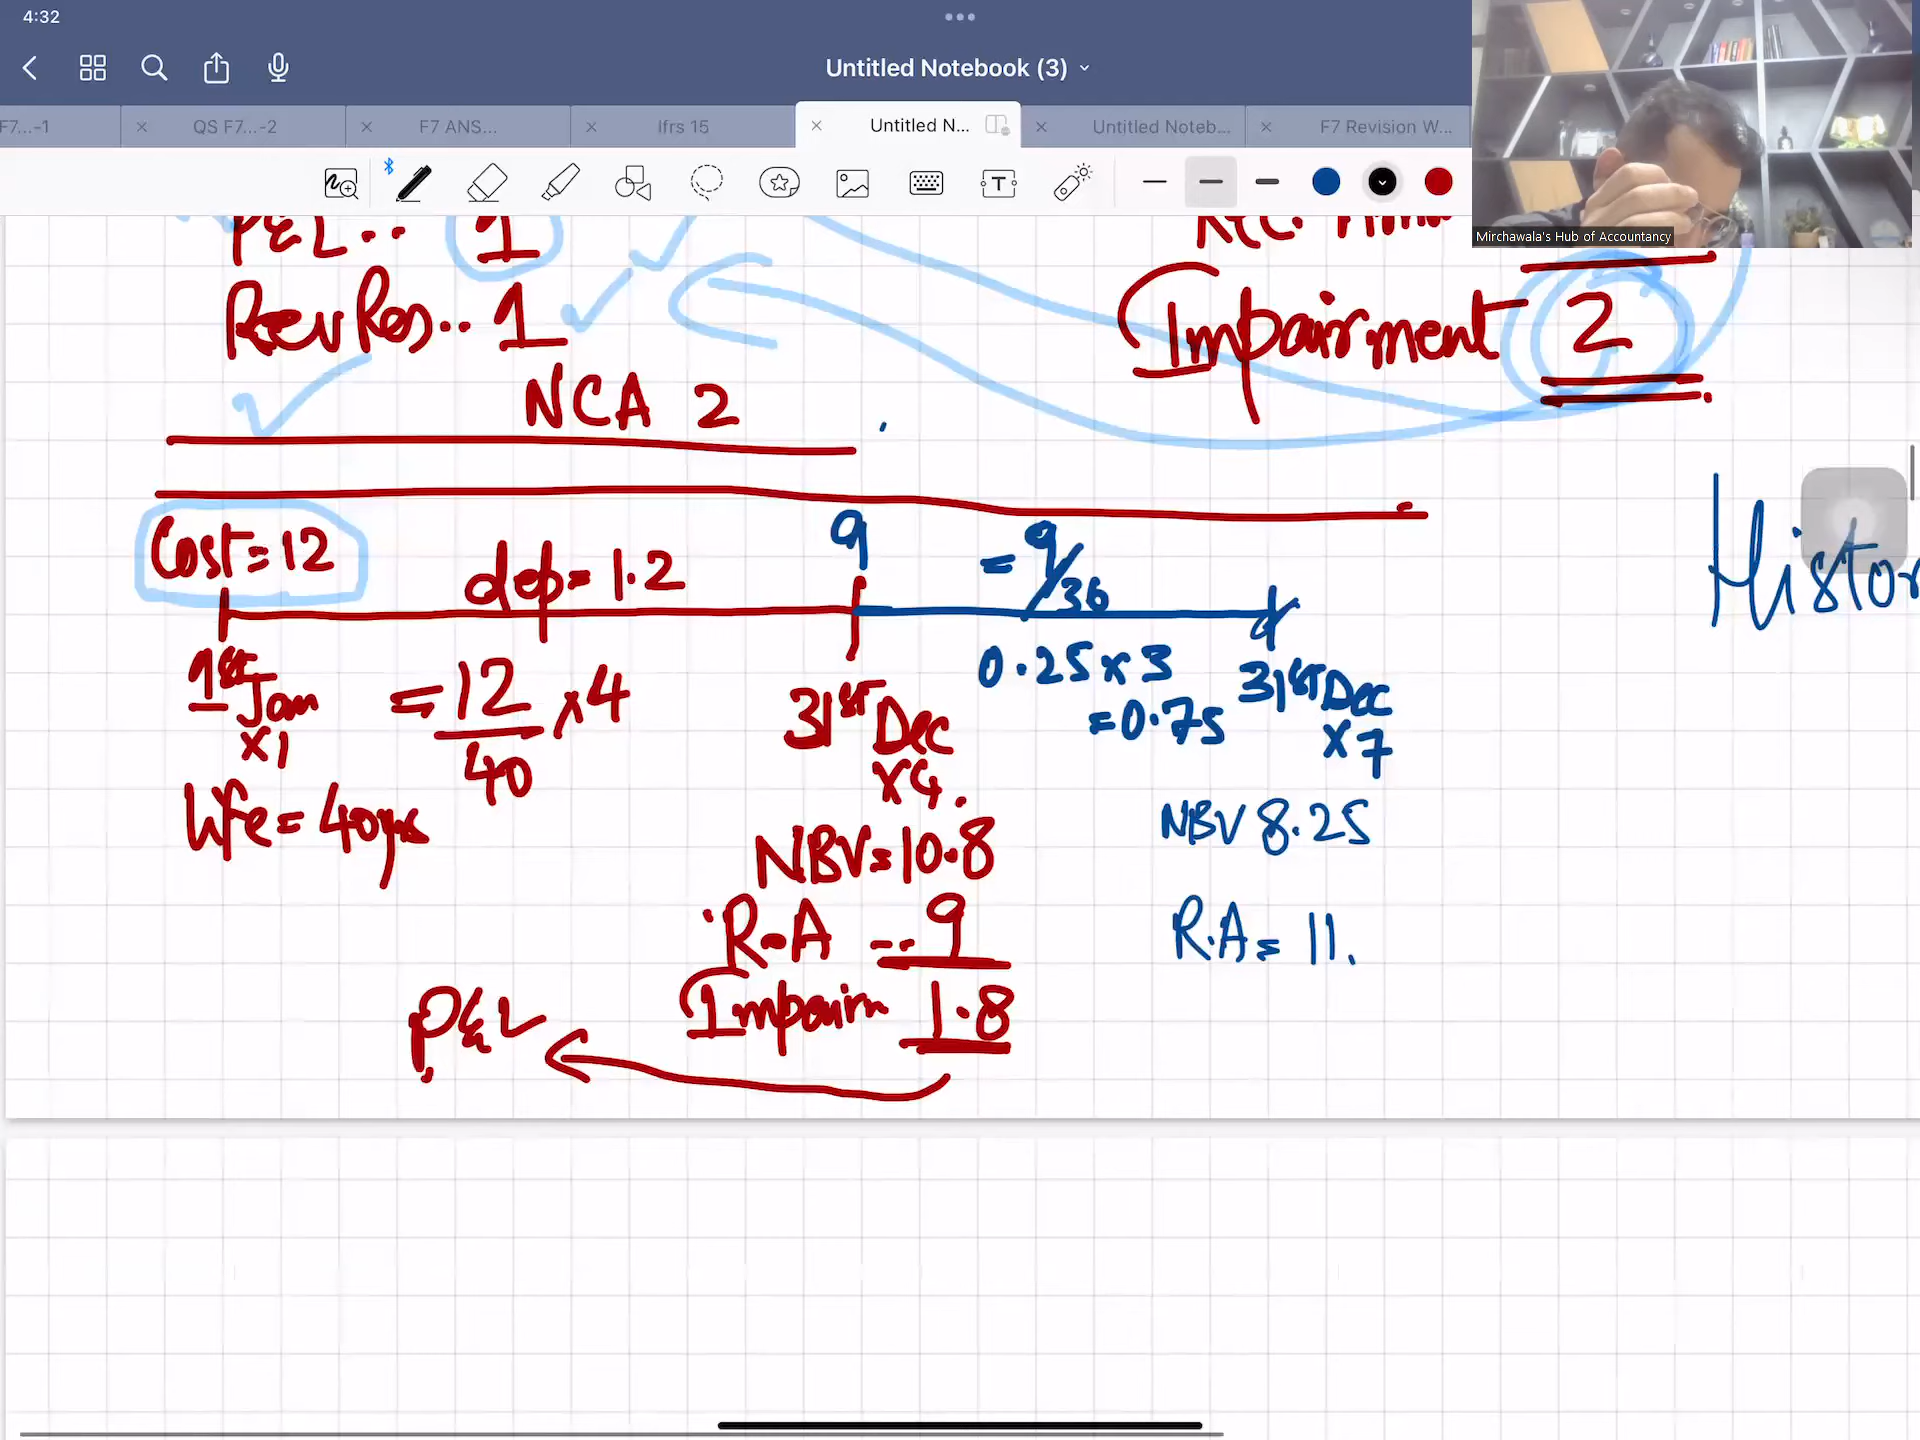 4:32
Untitled Notebook (3)
F7...-1
QS F7...-2
F7 ANS...
Ifrs 15
Untitled N...
Untitled Noteb...
F7 Revision W...
Mirchawala's Hub of Accountancy
P&L.. 1
Rev Res.. 1
Impairment 2
NCA 2
Cost = 12
dep = 1.2
9
= 9/36
Histor
1st Jan x1
= 12/40 x 4
31st Dec x4.
0.25 x 3
= 0.75
31st Dec x7
Life = 40yrs
NBV = 10.8
NBV 8.25
R.A -- 9
R.A = 11.
Impairm 1.8
P&L